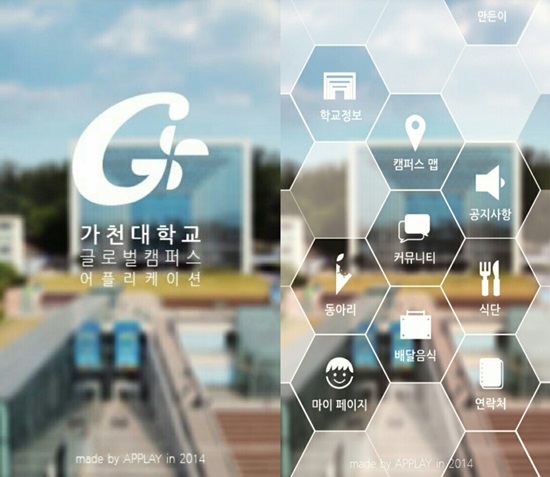 G
가천대학교
글로벌캠퍼스
어플리케이션
made by APPLAY in 2014
만든이
학교정보
캠퍼스 맵
공지사항
커뮤니티
동아리
식단
배달음식
마이 페이지
연락처
made by APPLAY in 2014